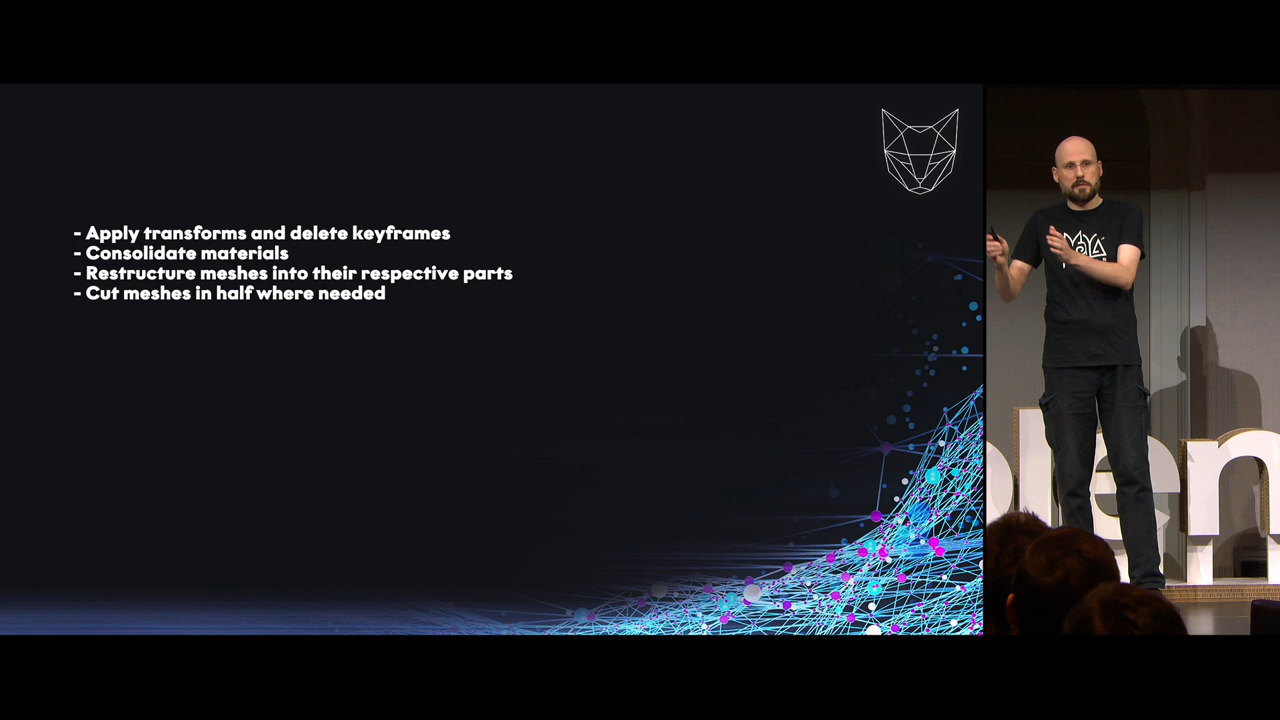 - Apply transforms and delete keyframes
- Consolidate materials
- Restructure meshes into their respective parts
- Cut meshes in half where needed
len